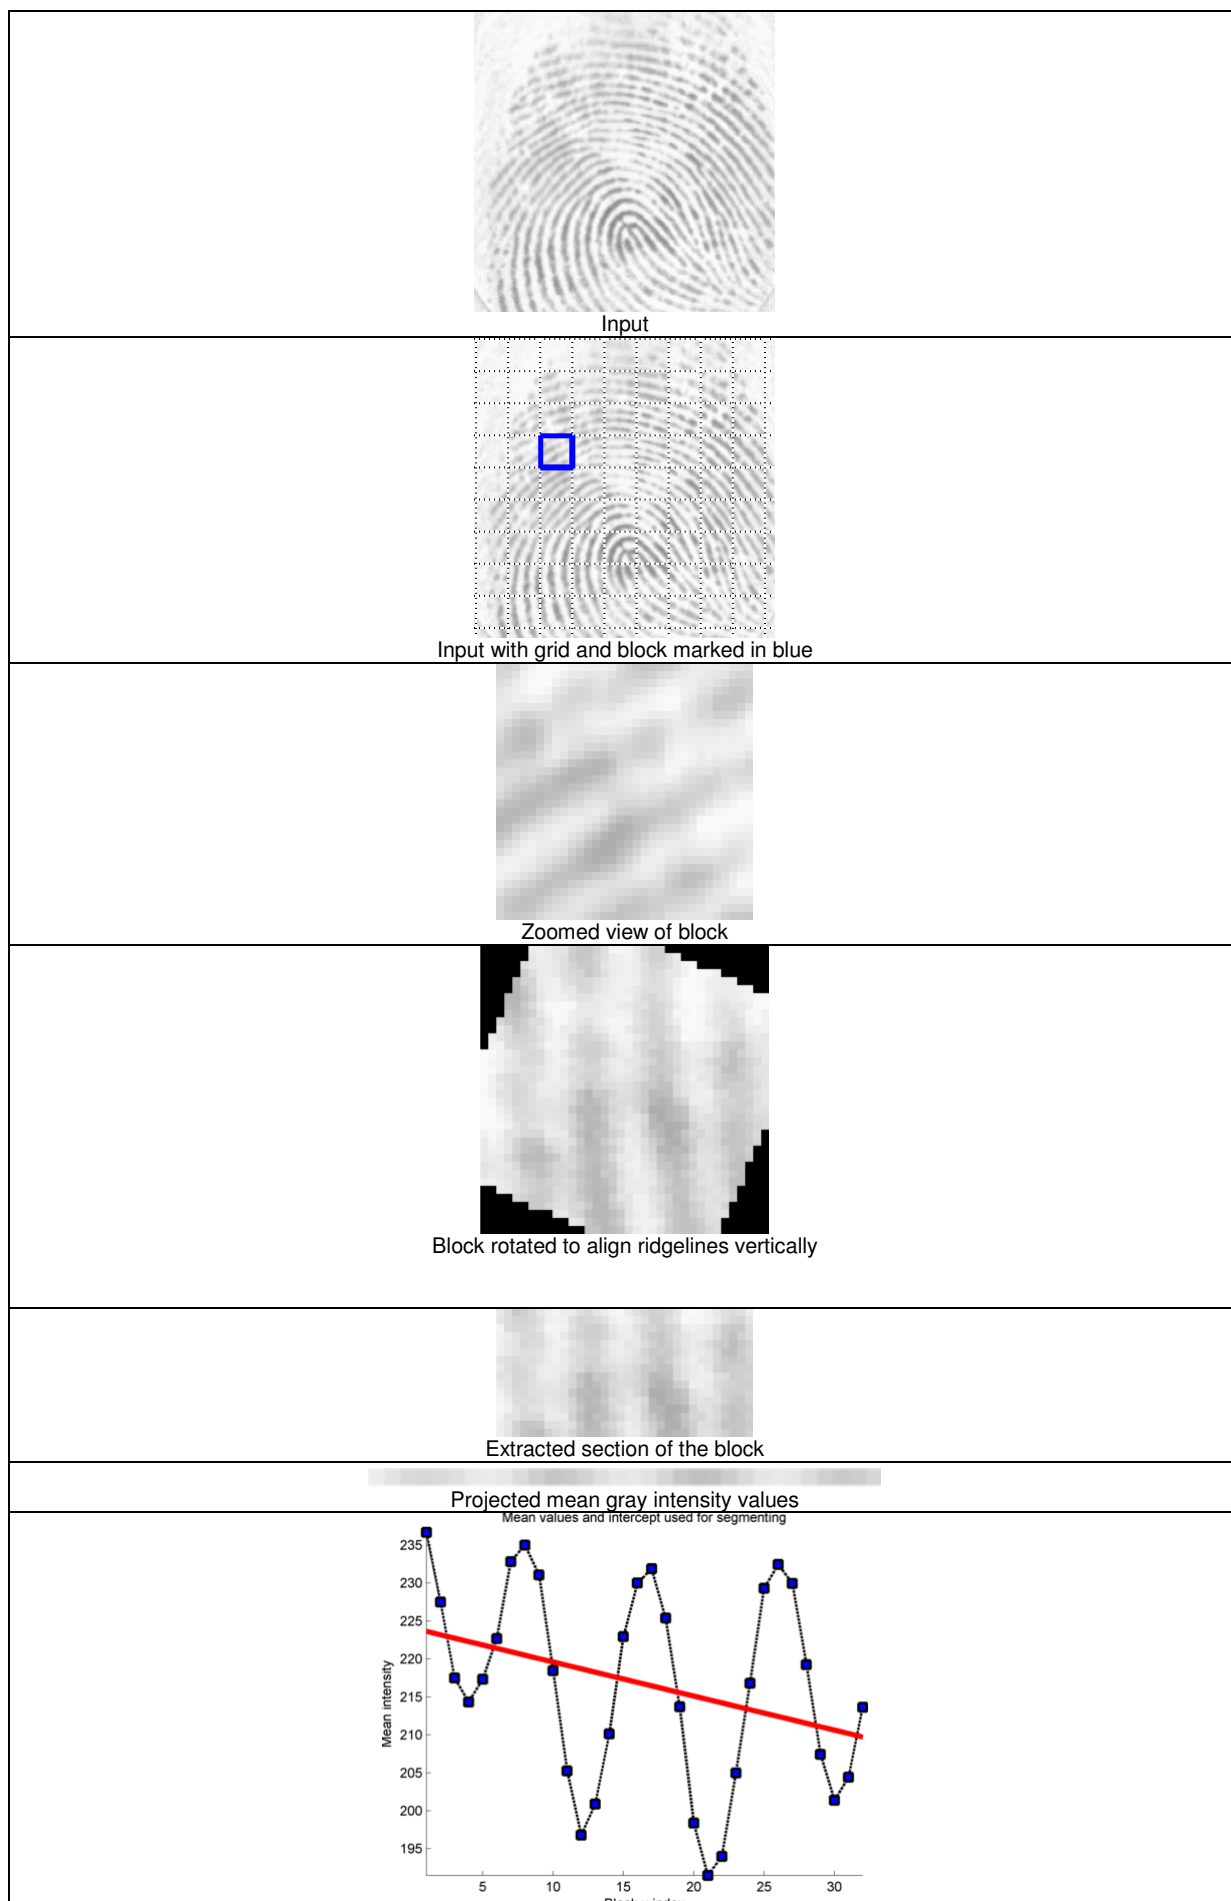 Input
Input with grid and block marked in blue
Zoomed view of block
Block rotated to align ridgelines vertically
Extracted section of the block
Projected mean gray intensity values
Mean values and intercept used for segmenting
235
230
225
220
215
210
205
200
195
Mean intensity
5 10 15 20 25 30